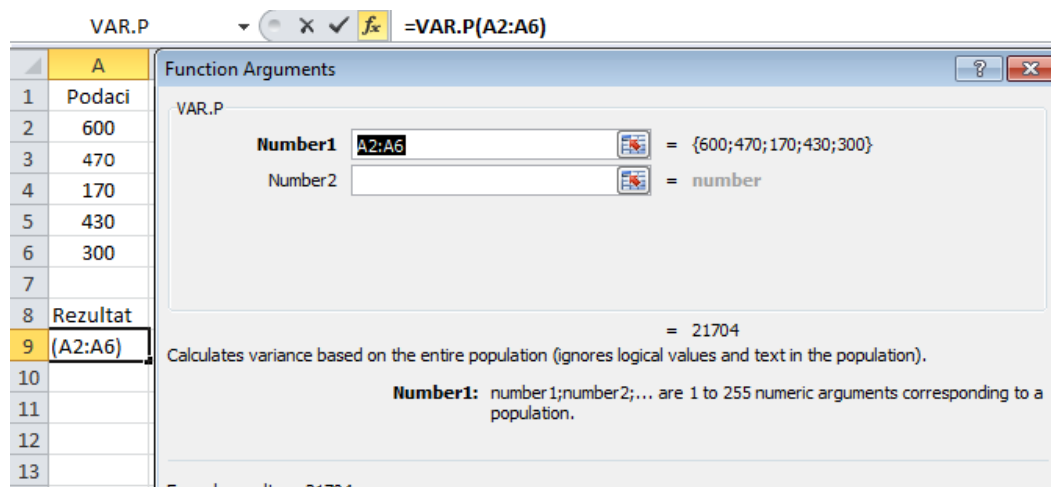 VAR.P fx =VAR.P(A2:A6)
A Function Arguments ?
1 Podaci
VAR.P
2 600
Number1 A2:A6 = {600;470;170;430;300}
3 470
Number2 = number
4 170
5 430
6 300
7
8 Rezultat
= 21704
9 (A2:A6)
Calculates variance based on the entire population (ignores logical values and text in the population).
10
Number1: number1;number2;... are 1 to 255 numeric arguments corresponding to a
11 population.
12
13